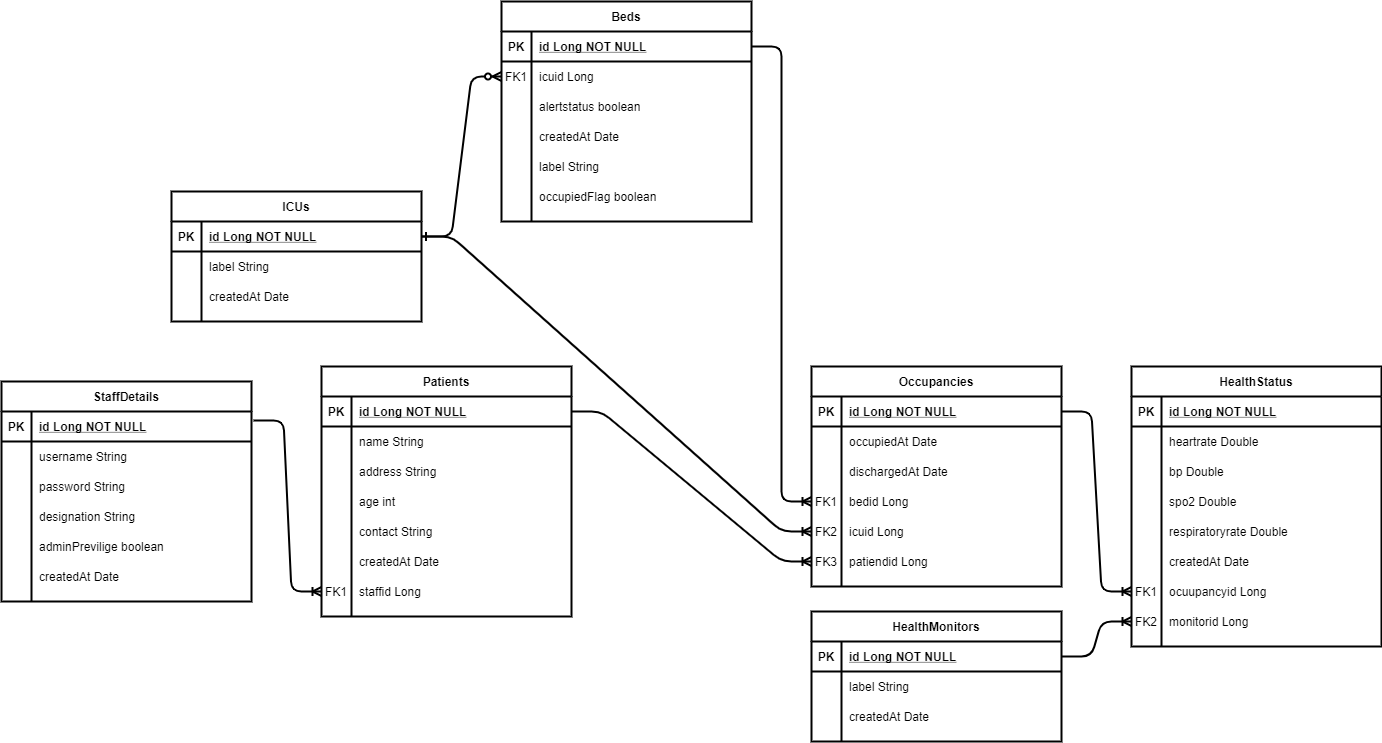 Beds
PK id Long NOT NULL
FK1 icuid Long
alertstatus boolean
createdAt Date
label String
occupiedFlag boolean
ICUs
PK id Long NOT NULL
label String
createdAt Date
StaffDetails
PK id Long NOT NULL
username String
password String
designation String
adminPrevilige boolean
createdAt Date
Patients
PK id Long NOT NULL
name String
address String
age int
contact String
createdAt Date
FK1 staffid Long
Occupancies
PK id Long NOT NULL
occupiedAt Date
dischargedAt Date
FK1 bedid Long
FK2 icuid Long
FK3 patiendid Long
HealthStatus
PK id Long NOT NULL
heartrate Double
bp Double
spo2 Double
respiratoryrate Double
createdAt Date
FK1 ocuupancyid Long
FK2 monitorid Long
HealthMonitors
PK id Long NOT NULL
label String
createdAt Date